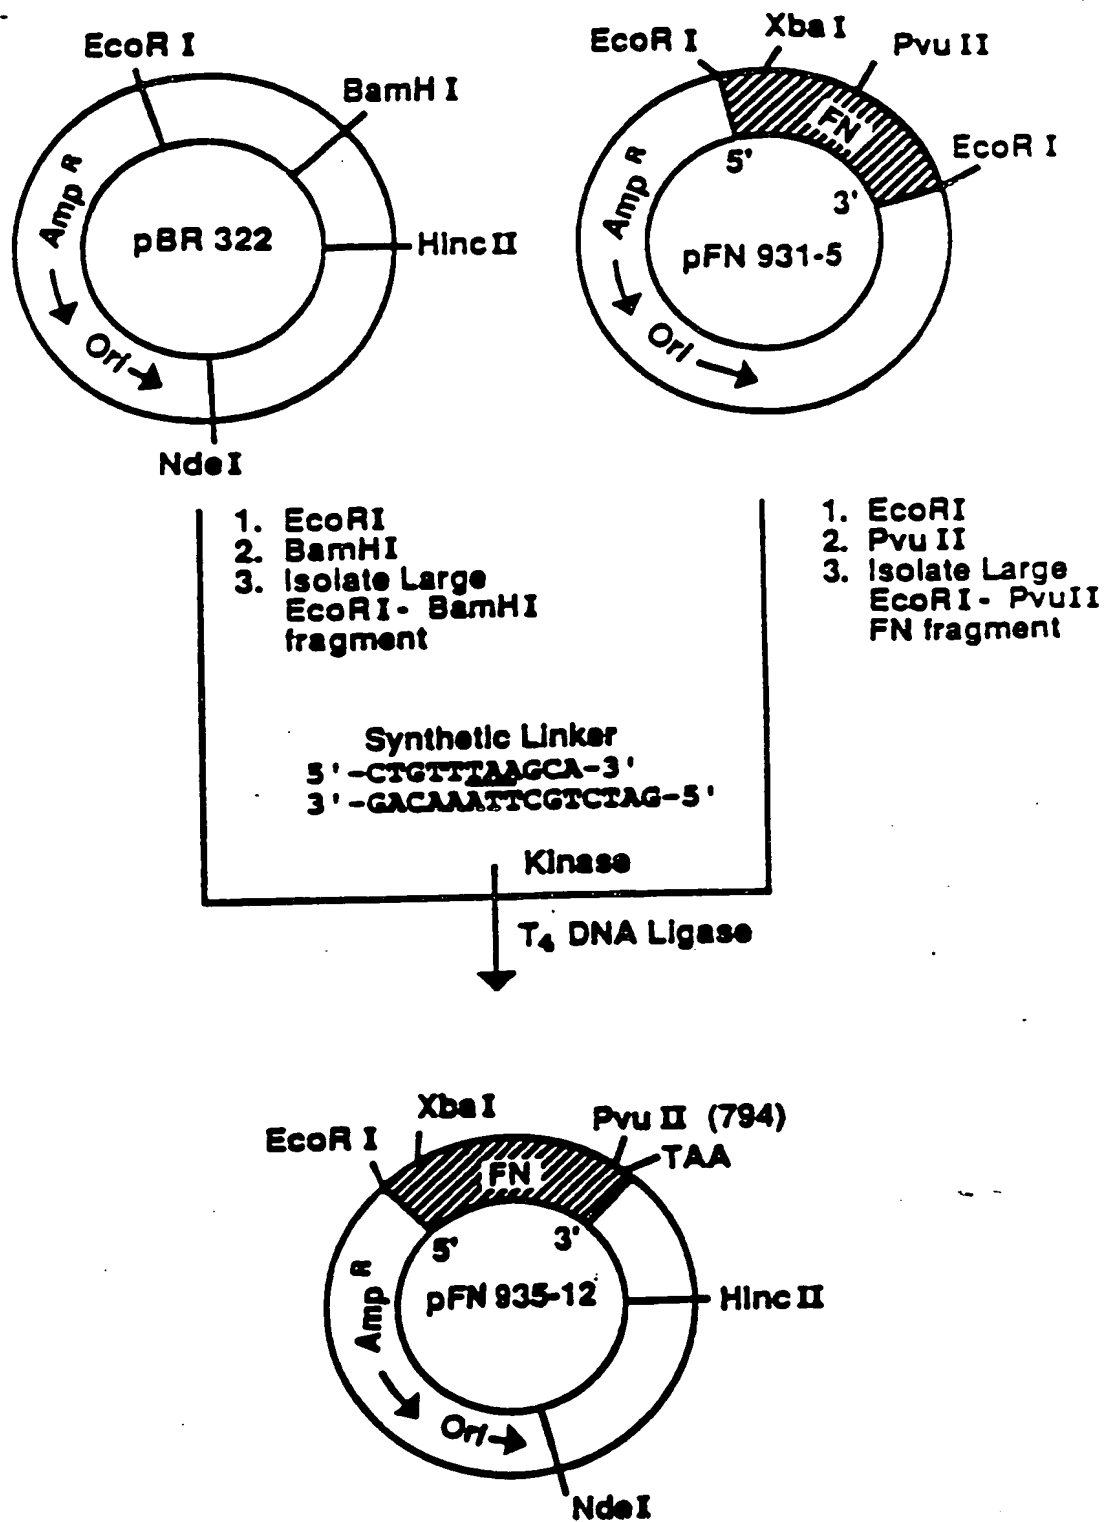 EcoR I
BamH I
Amp R
pBR 322
Hinc II
Ori
Nde I
EcoR I
Xba I
Pvu II
FN
EcoR I
5'
3'
Amp R
pFN 931-5
Ori
1. EcoRI
2. BamHI
3. Isolate Large
EcoRI- BamHI
fragment
1. EcoRI
2. Pvu II
3. Isolate Large
EcoRI- PvuII
FN fragment
Synthetic Linker
5'-CTGTTTAAGCA-3'
3'-GACAAATTCGTCTAG-5'
Kinase
T4 DNA Ligase
EcoR I
Xba I
Pvu II (794)
TAA
FN
5'
3'
Amp R
pFN 935-12
Hinc II
Ori
Nde I